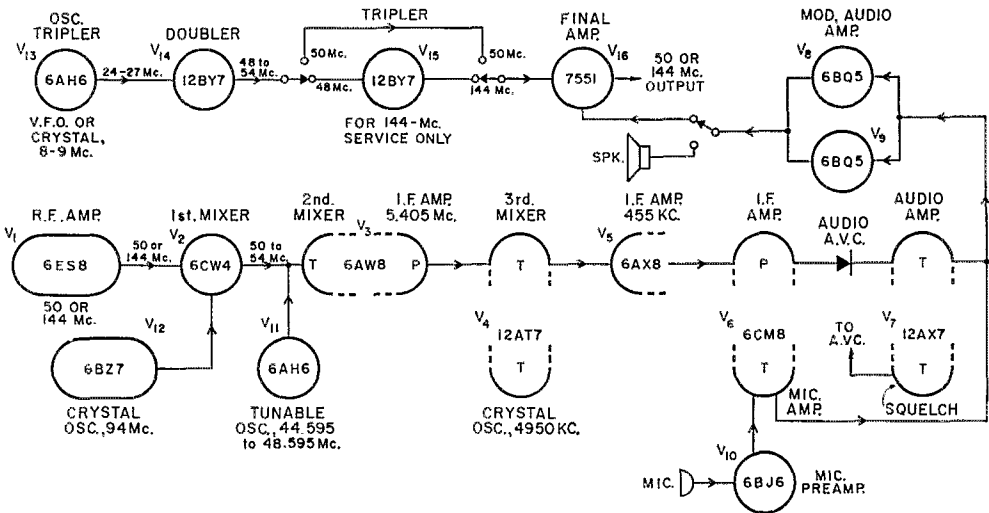 OSC. TRIPLER
DOUBLER
TRIPLER
FINAL AMP.
MOD, AUDIO AMP.
V13
6AH6
24-27Mc.
V14
12BY7
48 to 54 Mc.
50 Mc.
48Mc.
V15
12BY7
50Mc.
144 Mc.
V16
7551
50 OR 144 Mc. OUTPUT
V8
6BQ5
V9
6BQ5
V.F.O. OR CRYSTAL, 8-9 Mc.
FOR 144-Mc. SERVICE ONLY
SPK.
R.F. AMP.
1st. MIXER
2nd. MIXER
I.F. AMP. 5,405 Mc.
3rd. MIXER
I.F. AMP. 455 KC.
I.F. AMP.
AUDIO A.V.C.
AUDIO AMP.
V1
6ES8
50 or 144 Mc.
V2
6CW4
50 to 54 Mc.
V3
T 6AW8 P
T
V5
6AX8
P
T
50 OR 144 Mc.
V12
6BZ7
V11
6AH6
V4
12AT7
T
V6
6CM8
T
TO A.V.C.
V7
12AX7
T
CRYSTAL OSC., 94Mc.
TUNABLE OSC., 44.595 to 48.595 Mc.
CRYSTAL OSC., 4950 KC.
MIC. AMP.
SQUELCH
V10
MIC.
6BJ6
MIC. PREAMP.